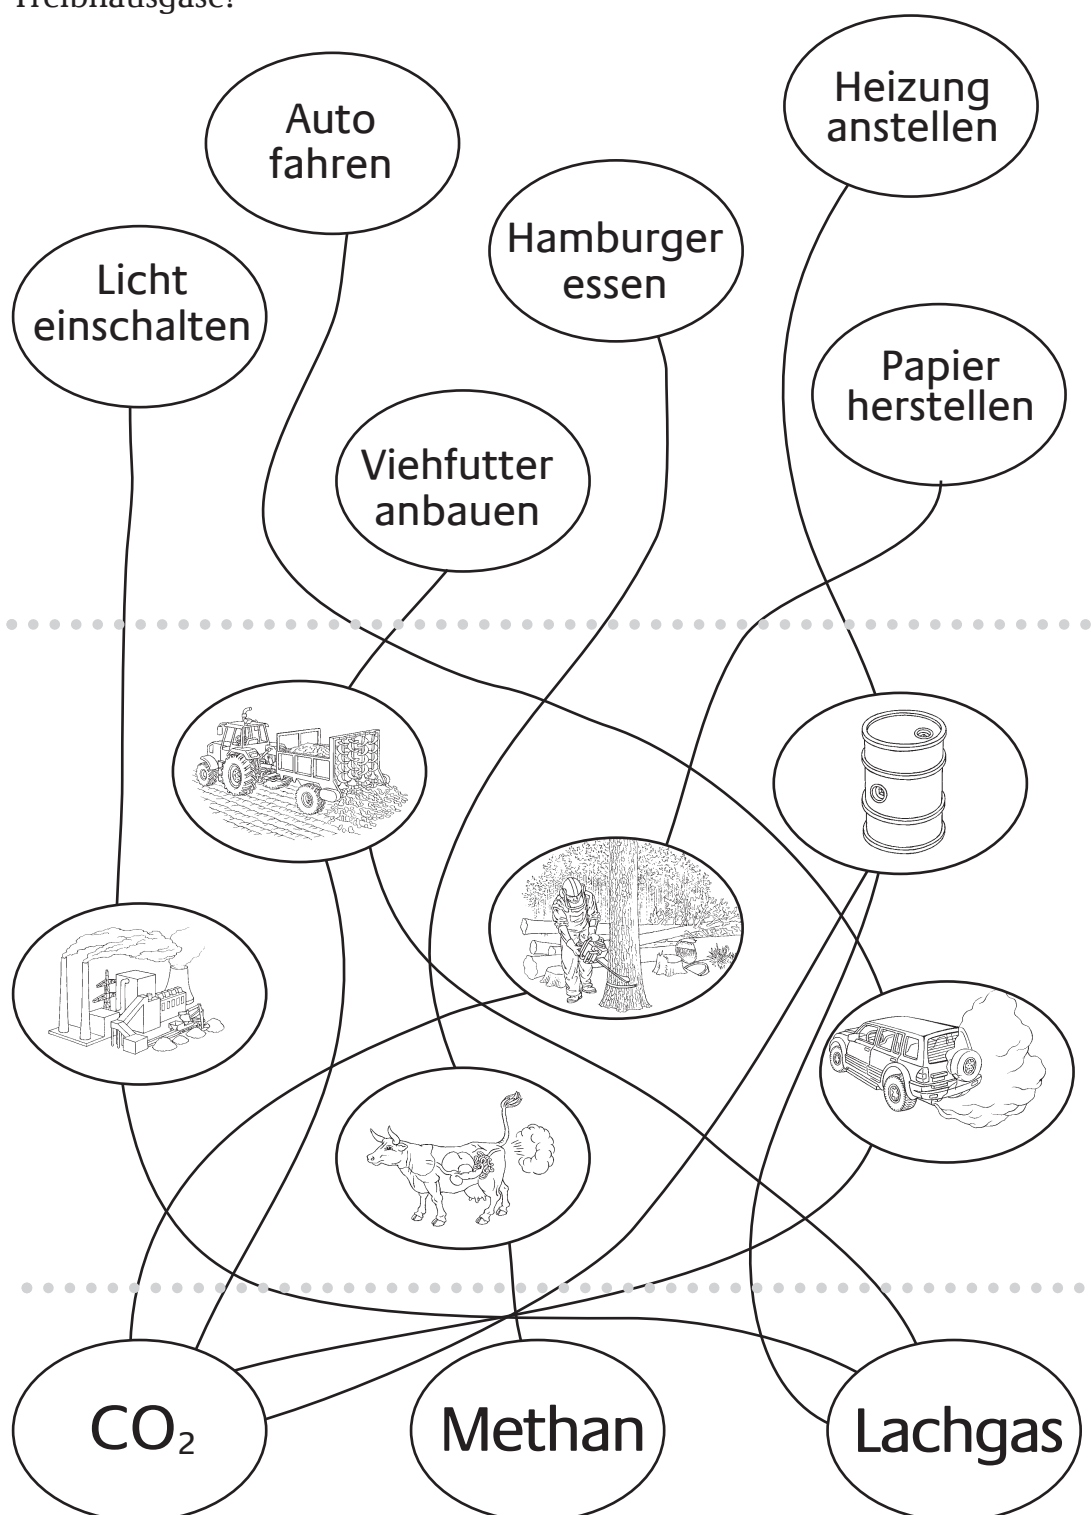 Treibhausgase?
Heizung
anstellen
Auto
fahren
Hamburger
essen
Licht
einschalten
Papier
herstellen
Viehfutter
anbauen
CO₂
Methan
Lachgas